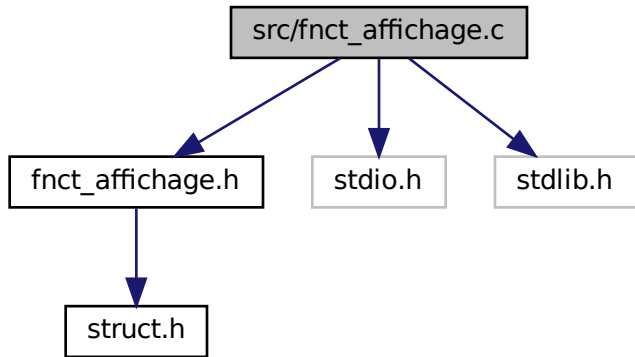 src/fnct_affichage.c
fnct_affichage.h
stdio.h
stdlib.h
struct.h